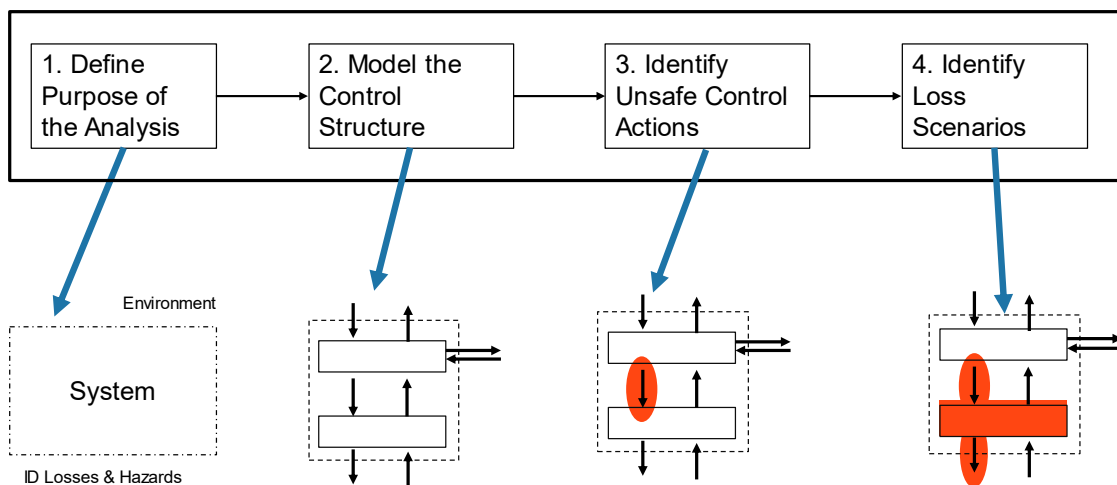 1. Define
Purpose of
the Analysis
2. Model the
Control
Structure
3. Identify
Unsafe Control
Actions
4. Identify
Loss
Scenarios
Environment
System
ID Losses & Hazards